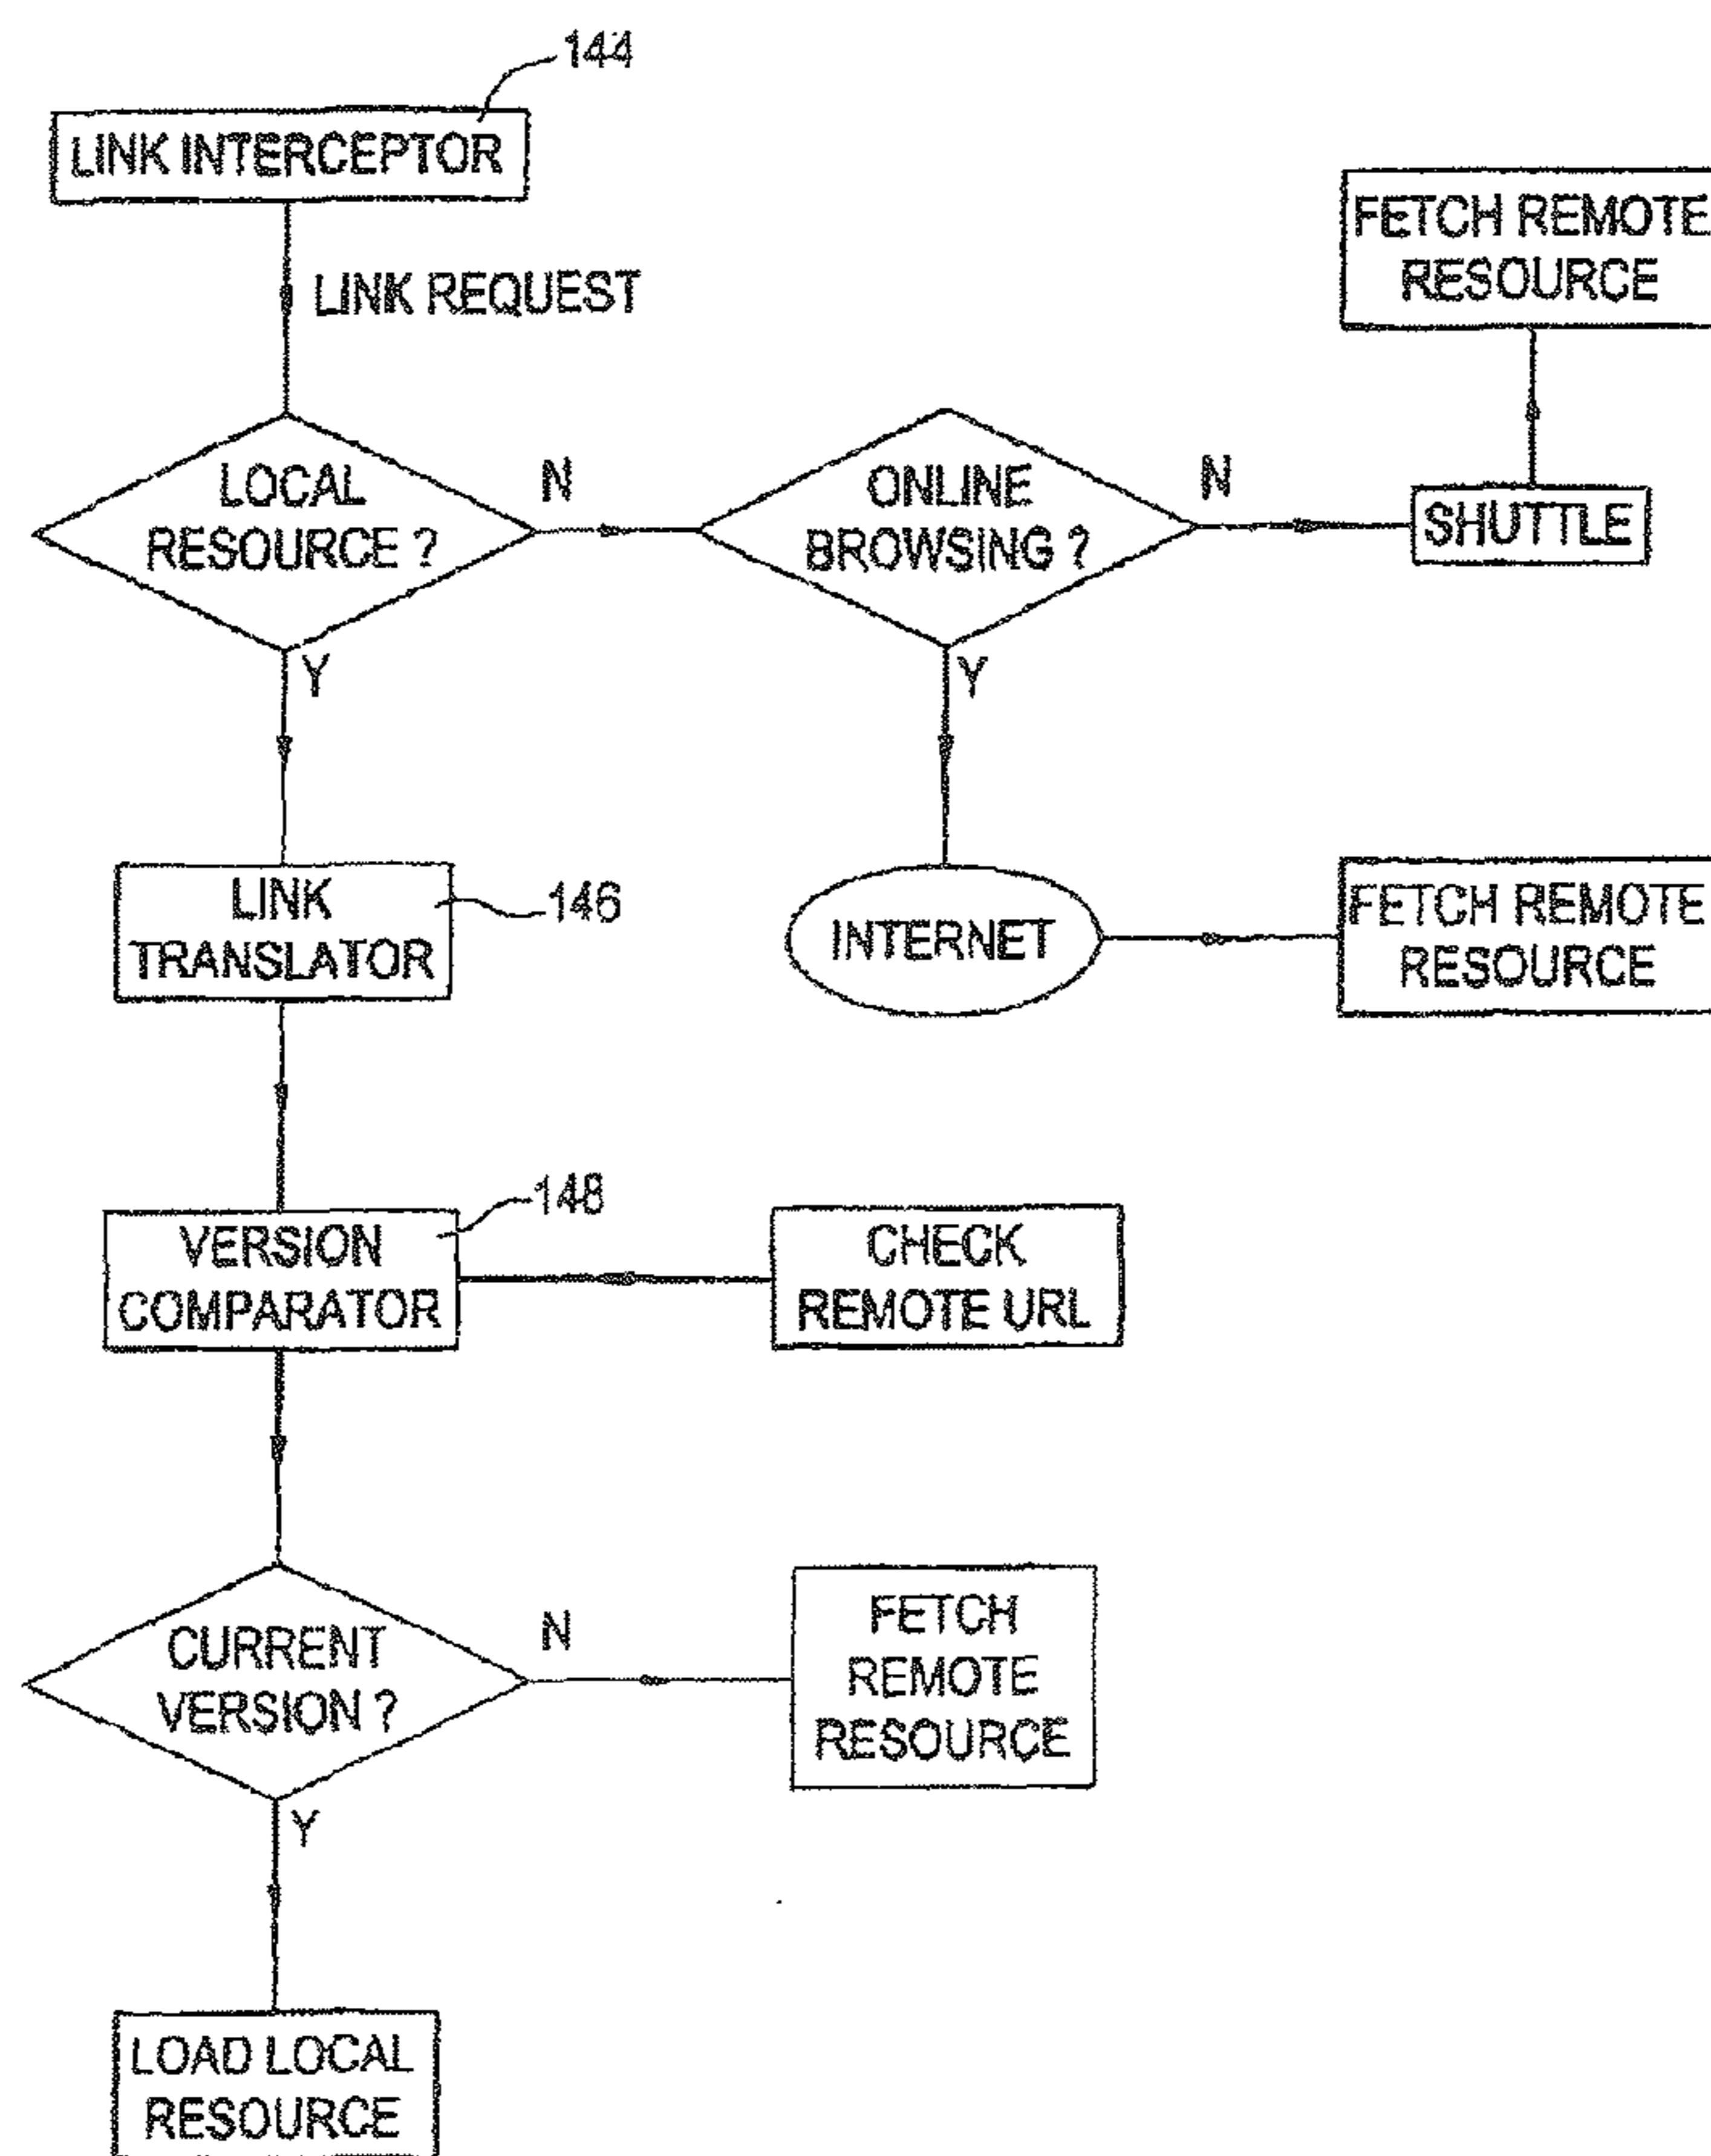 144
LINK INTERCEPTOR
LINK REQUEST
FETCH REMOTE
RESOURCE
LOCAL
RESOURCE ?
N
Y
ONLINE
BROWSING ?
N
Y
SHUTTLE
LINK
TRANSLATOR
146
INTERNET
FETCH REMOTE
RESOURCE
VERSION
COMPARATOR
148
CHECK
REMOTE URL
CURRENT
VERSION ?
N
Y
FETCH
REMOTE
RESOURCE
LOAD LOCAL
RESOURCE